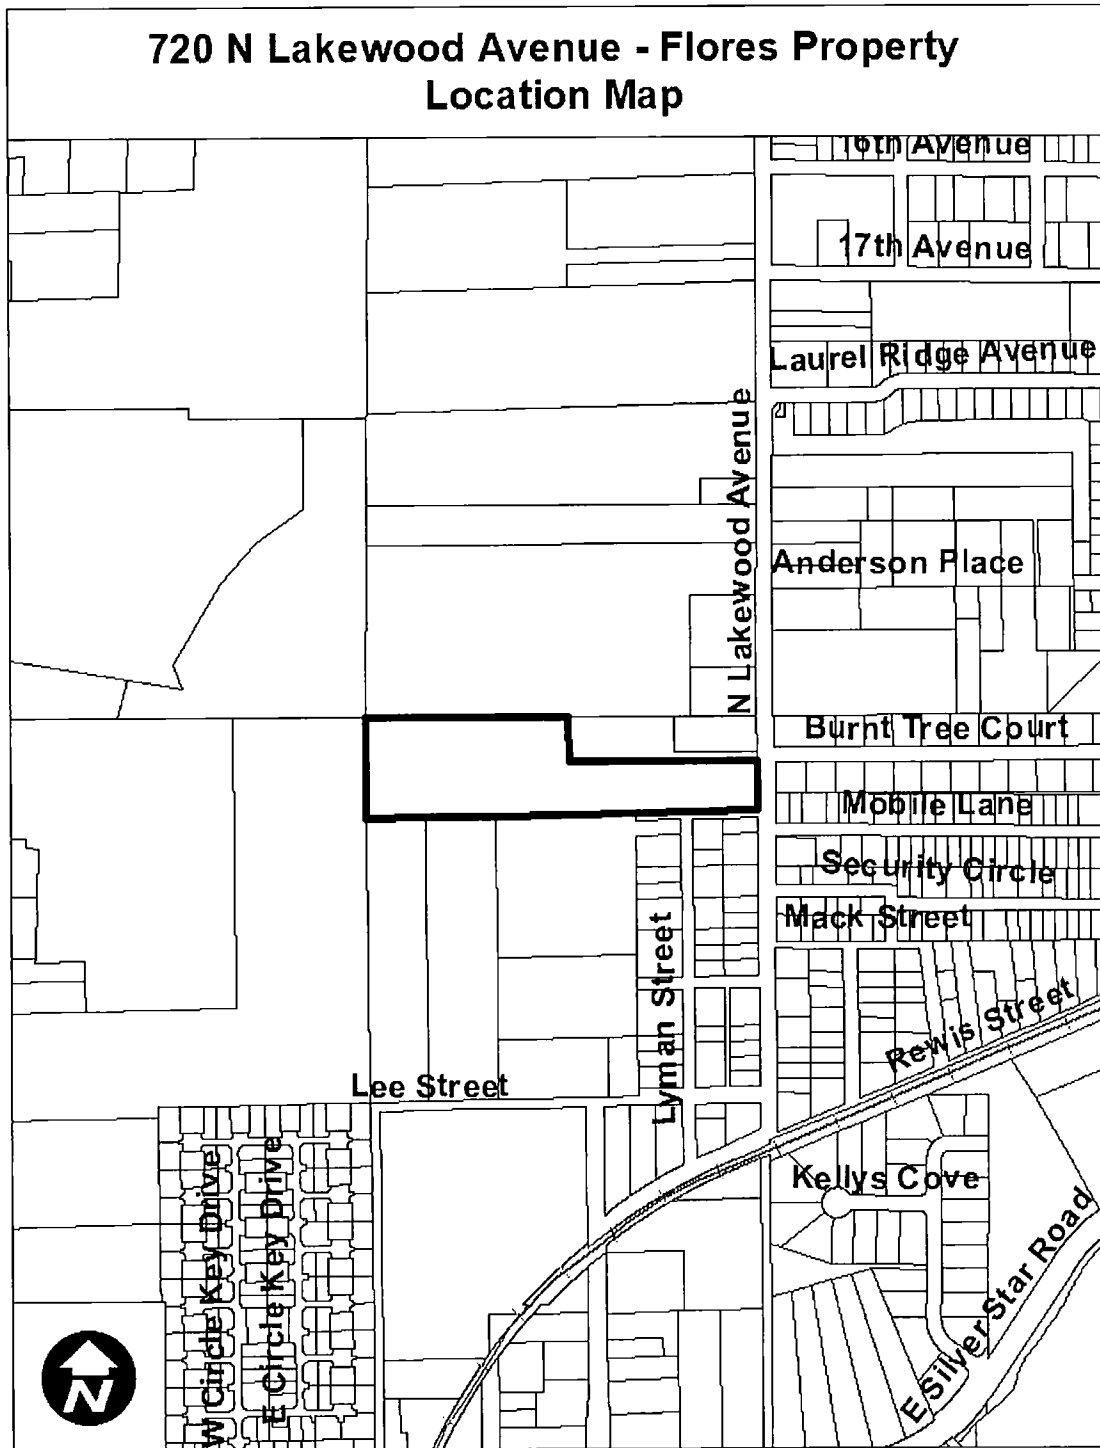 720 N Lakewood Avenue - Flores Property
Location Map
16th Avenue
17th Avenue
Laurel Ridge Avenue
N Lakewood Avenue
Anderson Place
Burnt Tree Court
Mobile Lane
Security Circle
Mack Street
Lyman Street
Rewis Street
Lee Street
Kellys Cove
W Circle Key Drive
E Circle Key Drive
E Silver Star Road
N